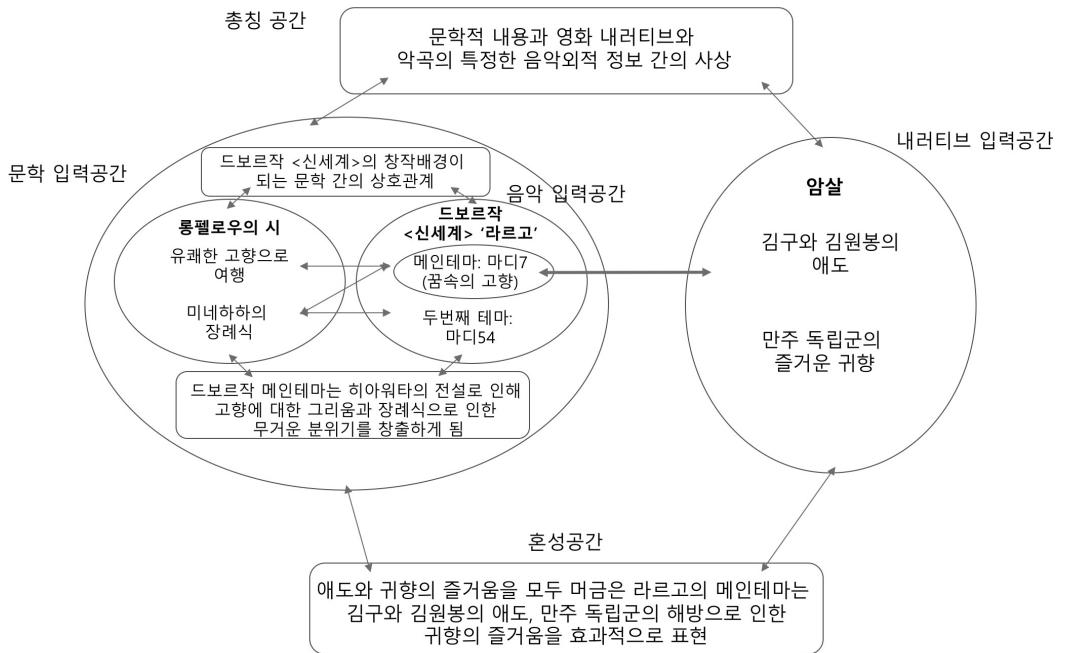 총칭 공간
문학적 내용과 영화 내러티브와
악곡의 특정한 음악외적 정보 간의 사상
내러티브 입력공간
문학 입력공간
드보르작 <신세계>의 창작배경이
되는 문학 간의 상호관계
음악 입력공간
롱펠로우의 시
유쾌한 고향으로
여행
미네하하의
장례식
드보르작
<신세계> ‘라르고’
메인테마: 마디7
(꿈속의 고향)
두번째 테마:
마디54
드보르작 메인테마는 히아워타의 전설로 인해
고향에 대한 그리움과 장례식으로 인한
무거운 분위기를 창출하게 됨
암살
김구와 김원봉의
애도
만주 독립군의
즐거운 귀향
혼성공간
애도와 귀향의 즐거움을 모두 머금은 라르고의 메인테마는
김구와 김원봉의 애도, 만주 독립군의 해방으로 인한
귀향의 즐거움을 효과적으로 표현